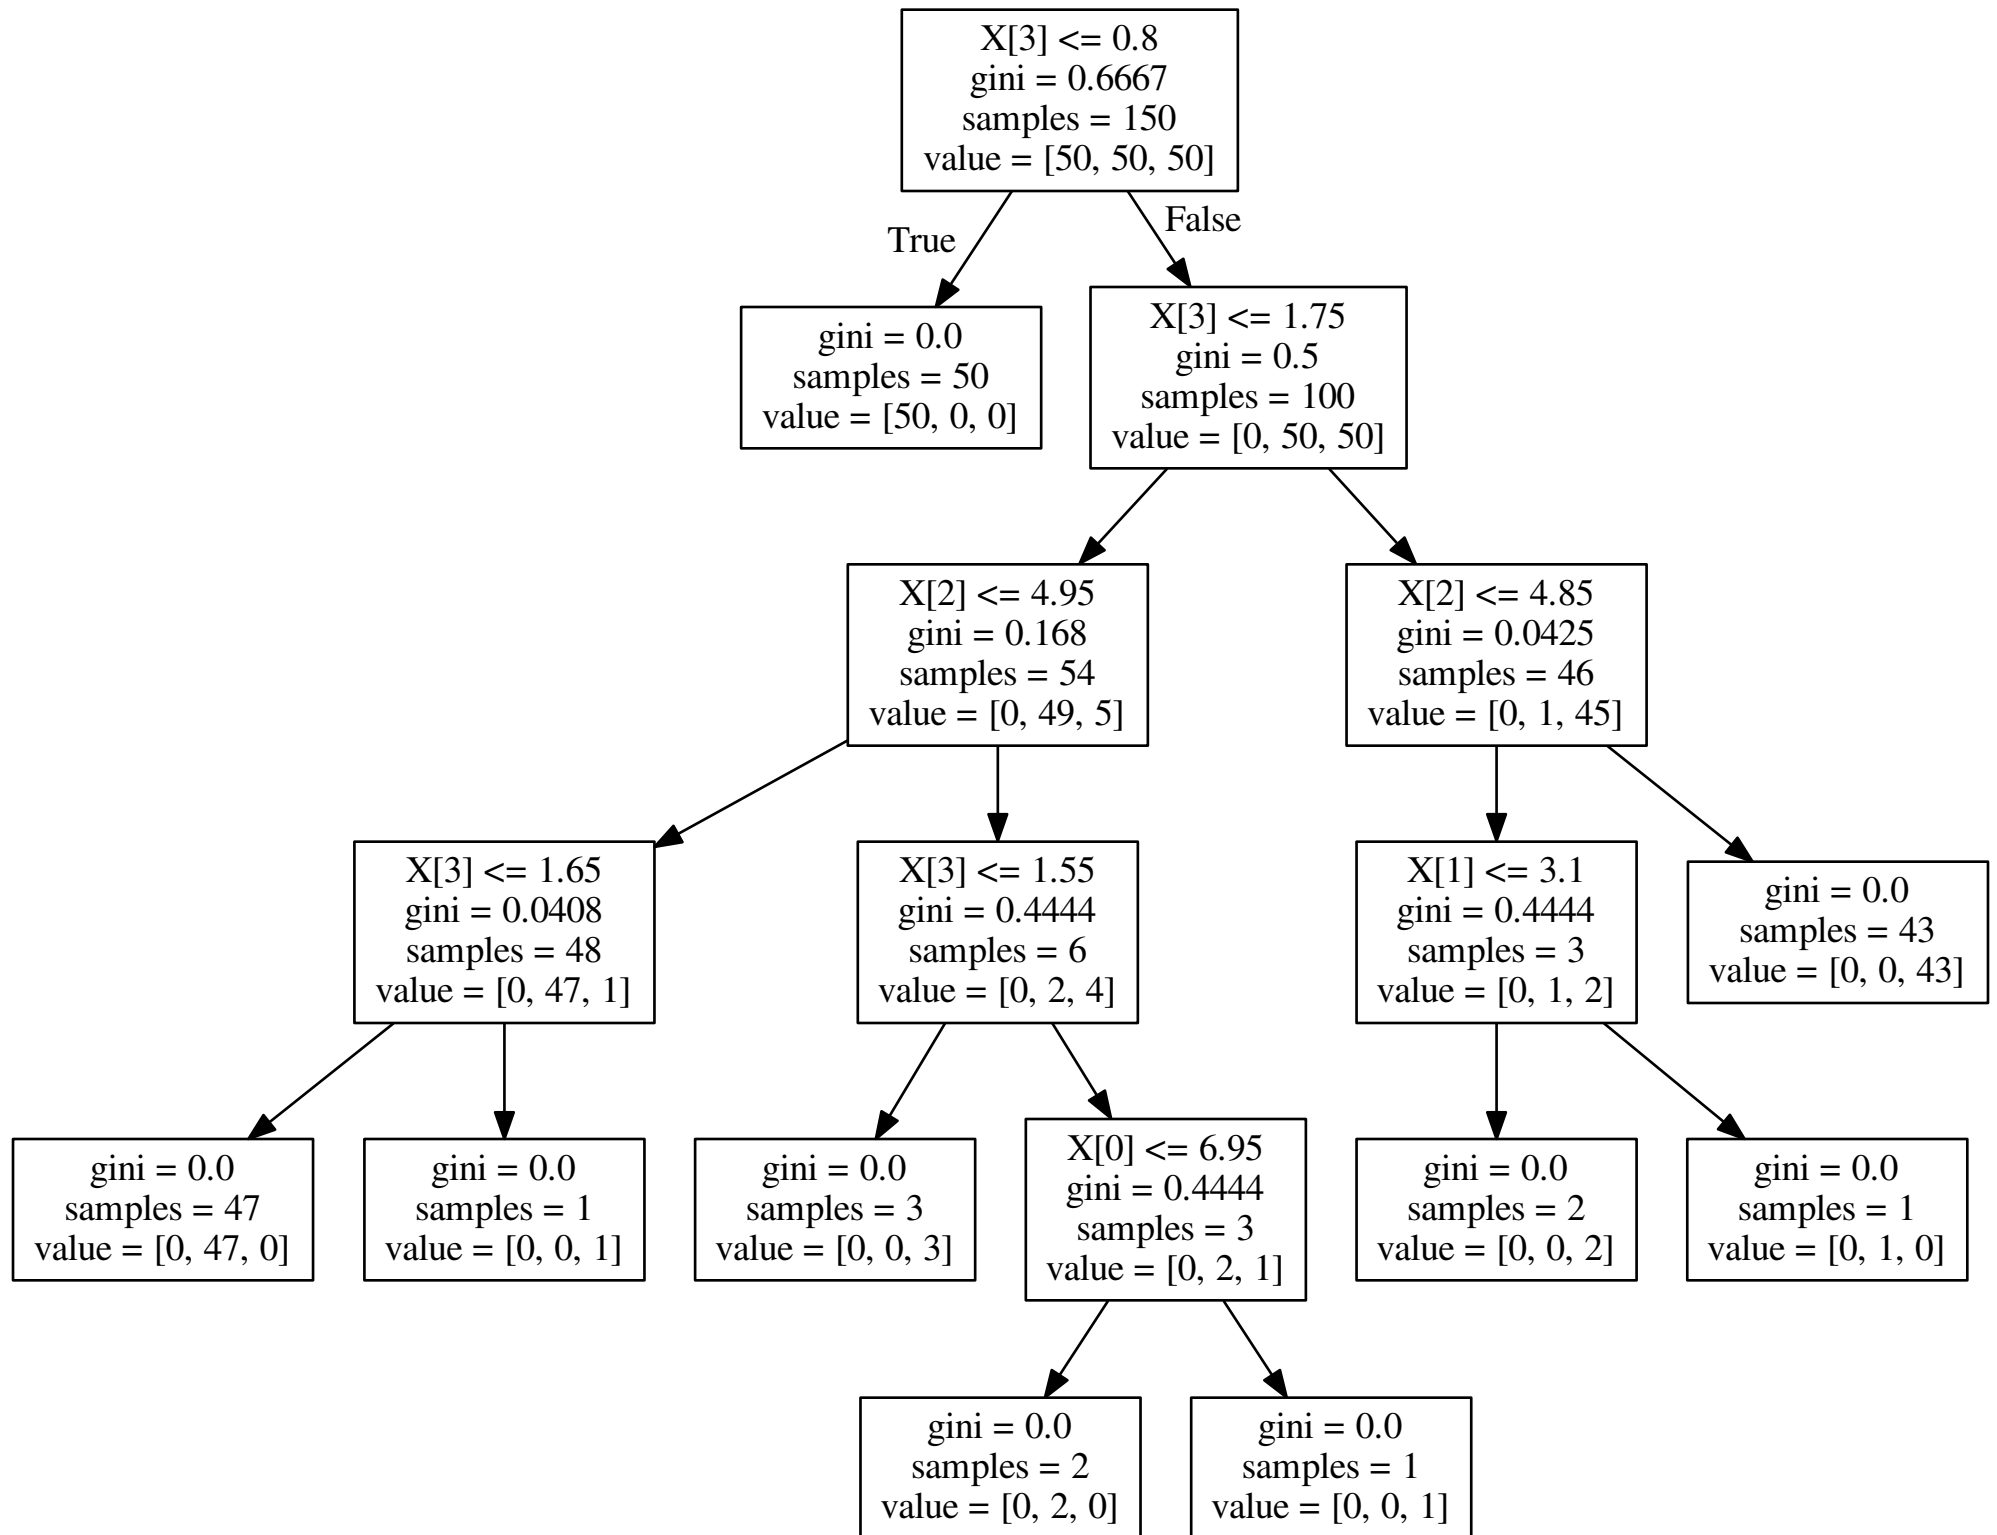 X[3] <= 0.8
gini = 0.6667
samples = 150
value = [50, 50, 50]
True
False
gini = 0.0
samples = 50
value = [50, 0, 0]
X[3] <= 1.75
gini = 0.5
samples = 100
value = [0, 50, 50]
X[2] <= 4.95
gini = 0.168
samples = 54
value = [0, 49, 5]
X[2] <= 4.85
gini = 0.0425
samples = 46
value = [0, 1, 45]
X[3] <= 1.65
gini = 0.0408
samples = 48
value = [0, 47, 1]
X[3] <= 1.55
gini = 0.4444
samples = 6
value = [0, 2, 4]
X[1] <= 3.1
gini = 0.4444
samples = 3
value = [0, 1, 2]
gini = 0.0
samples = 43
value = [0, 0, 43]
gini = 0.0
samples = 47
value = [0, 47, 0]
gini = 0.0
samples = 1
value = [0, 0, 1]
gini = 0.0
samples = 3
value = [0, 0, 3]
X[0] <= 6.95
gini = 0.4444
samples = 3
value = [0, 2, 1]
gini = 0.0
samples = 2
value = [0, 0, 2]
gini = 0.0
samples = 1
value = [0, 1, 0]
gini = 0.0
samples = 2
value = [0, 2, 0]
gini = 0.0
samples = 1
value = [0, 0, 1]